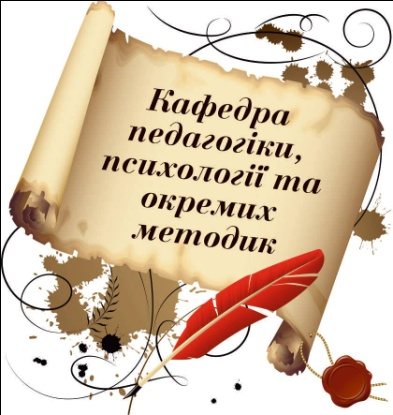 Кафедра
педагогіки,
психології та
окремих
методик